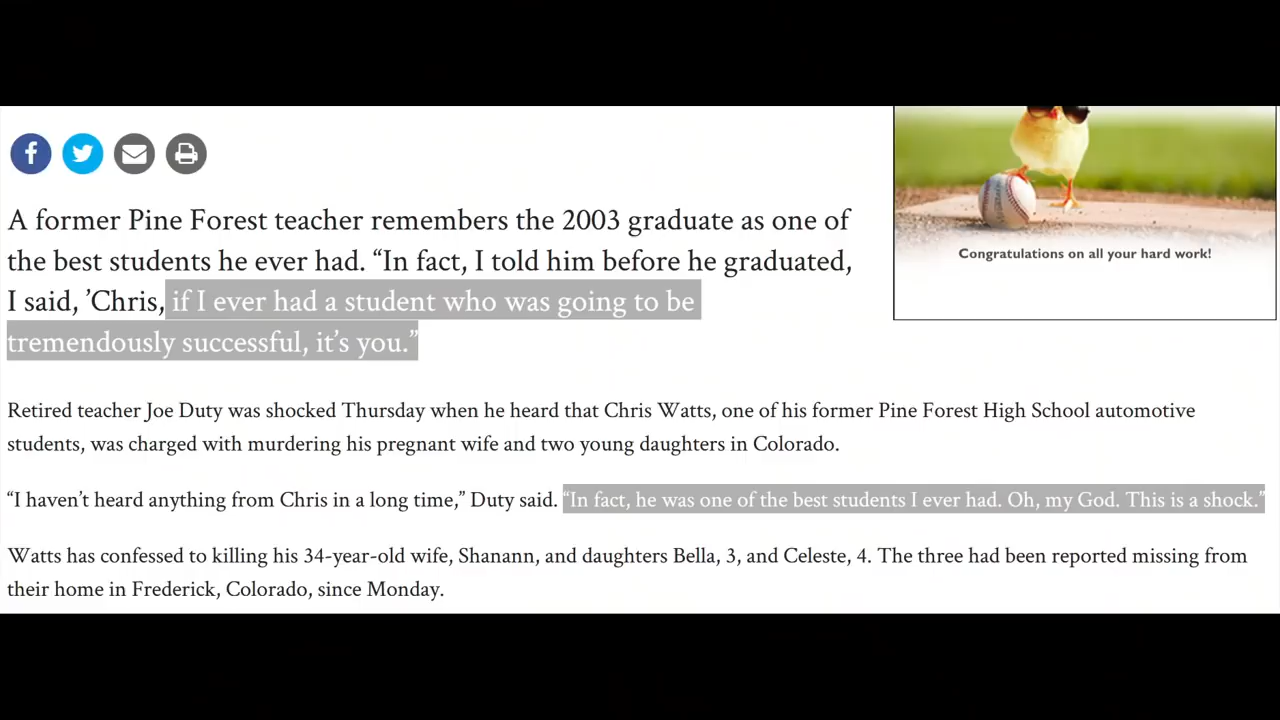 A former Pine Forest teacher remembers the 2003 graduate as one of
the best students he ever had. “In fact, I told him before he graduated,
I said, ’Chris, if I ever had a student who was going to be
tremendously successful, it’s you.”
Congratulations on all your hard work!
Retired teacher Joe Duty was shocked Thursday when he heard that Chris Watts, one of his former Pine Forest High School automotive
students, was charged with murdering his pregnant wife and two young daughters in Colorado.
“I haven’t heard anything from Chris in a long time,” Duty said. “In fact, he was one of the best students I ever had. Oh, my God. This is a shock.”
Watts has confessed to killing his 34-year-old wife, Shanann, and daughters Bella, 3, and Celeste, 4. The three had been reported missing from
their home in Frederick, Colorado, since Monday.